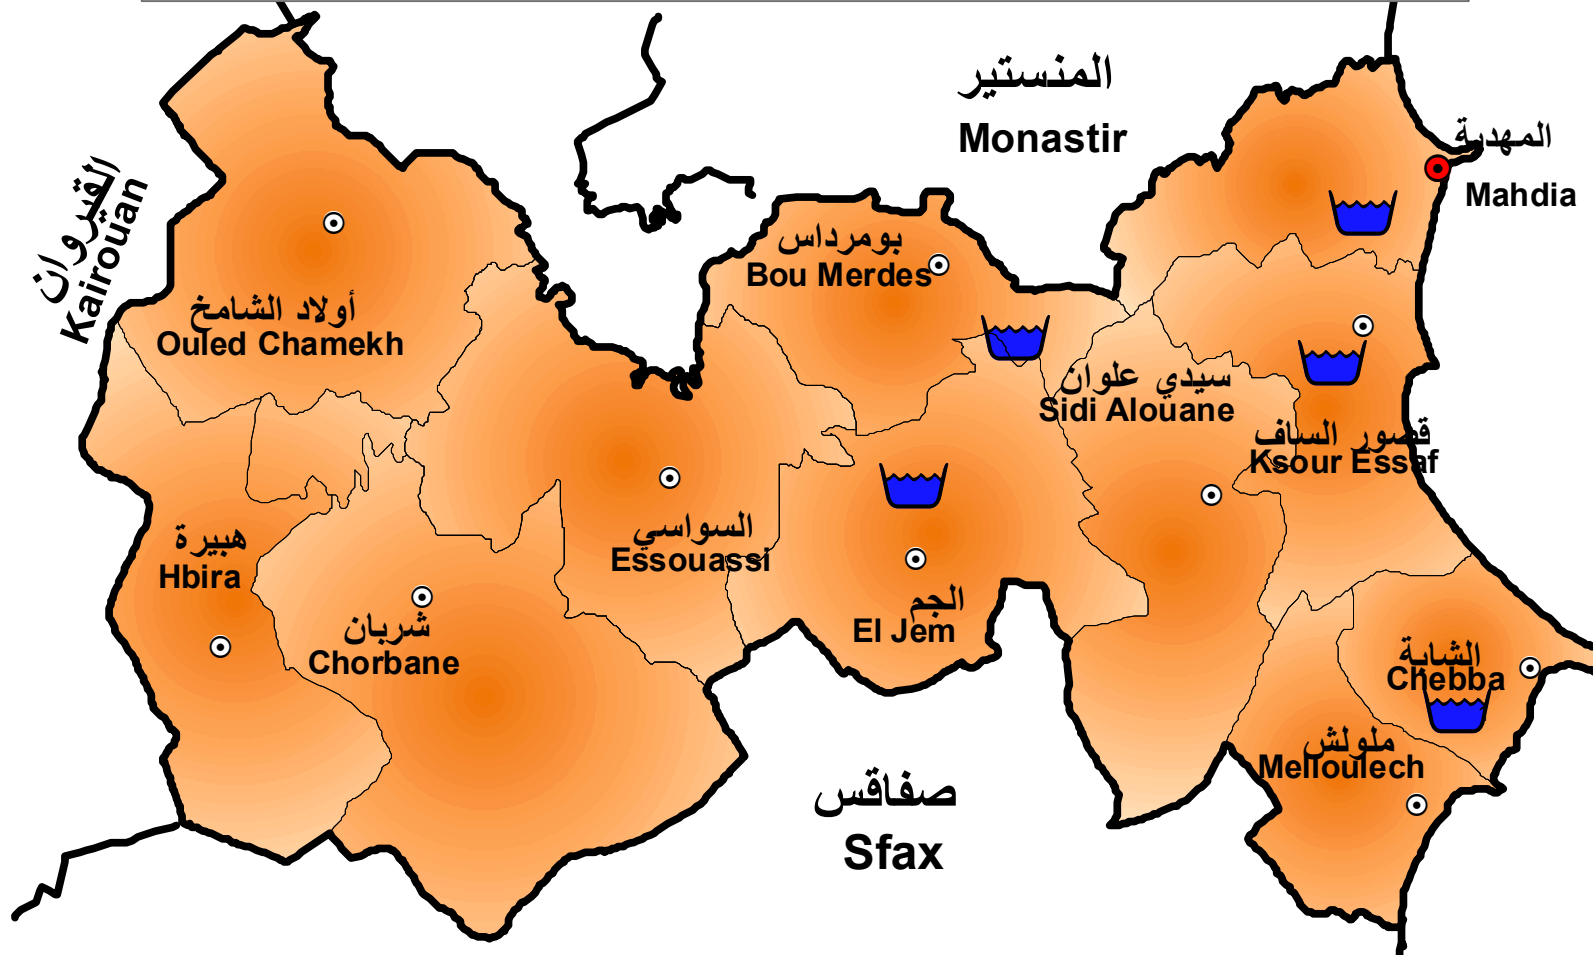 المنستير
Monastir
المهدية
Mahdia
القيروان
Kairouan
بومرداس
Bou Merdes
أولاد الشامخ
Ouled Chamekh
سيدي علوان
Sidi Alouane
قصور الساف
Ksour Essaf
السواسي
Essouassi
هبيرة
Hbira
الجم
El Jem
شربان
Chorbane
الشابة
Chebba
ملولش
Melloulech
صفاقس
Sfax